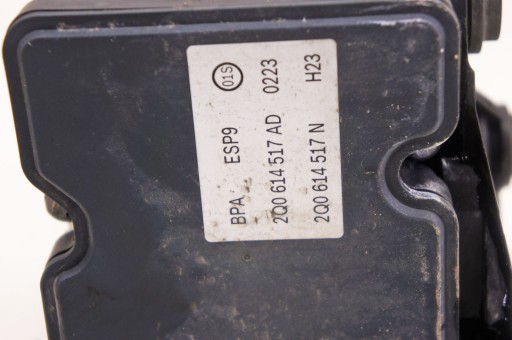 BPA ESP9 01S
2Q0 614 517 AD 0223
2Q0 614 517 N H23